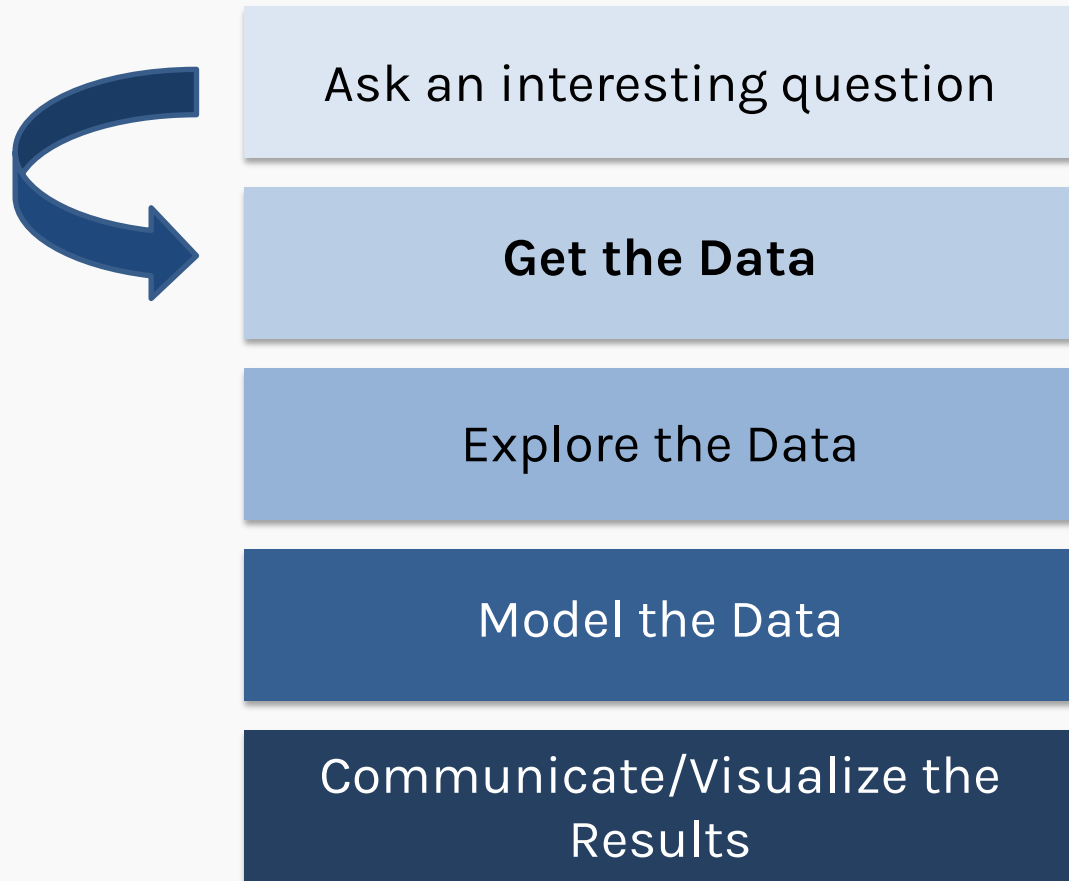 Ask an interesting question
Get the Data
Explore the Data
Model the Data
Communicate/Visualize the
Results